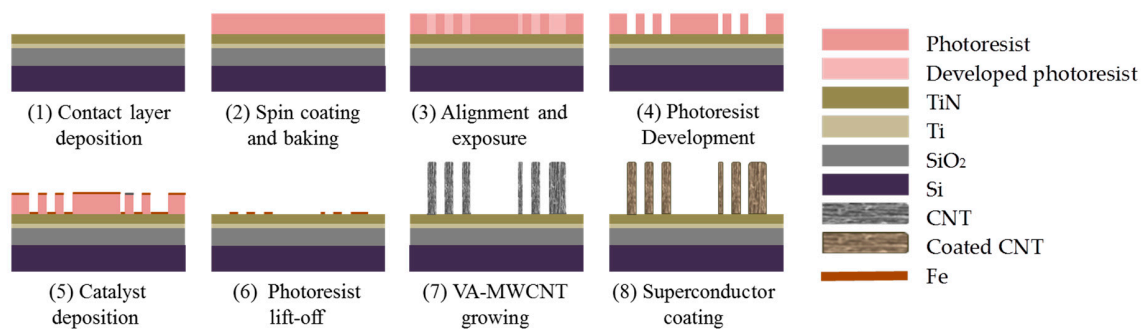 (1) Contact layer
deposition
(2) Spin coating
and baking
(3) Alignment and
exposure
(4) Photoresist
Development
(5) Catalyst
deposition
(6) Photoresist
lift-off
(7) VA-MWCNT
growing
(8) Superconductor
coating
Photoresist
Developed photoresist
TiN
Ti
SiO₂
Si
CNT
Coated CNT
Fe